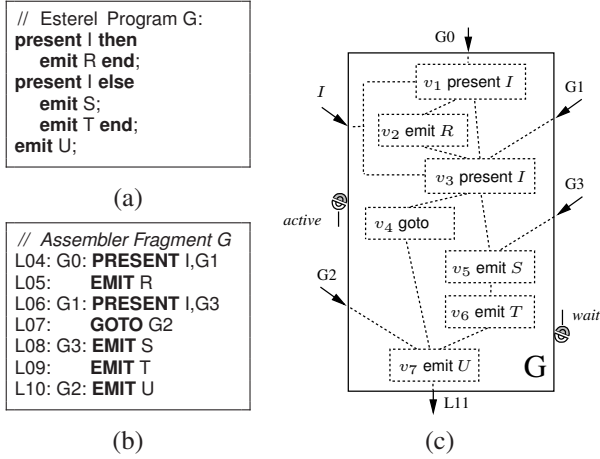 // Esterel Program G:
present I then
emit R end;
present I else
emit S;
emit T end;
emit U;
(a)
// Assembler Fragment G
L04: G0: PRESENT I,G1
L05: EMIT R
L06: G1: PRESENT I,G3
L07: GOTO G2
L08: G3: EMIT S
L09: EMIT T
L10: G2: EMIT U
(b)
G0
v1 present I
I
G1
v2 emit R
v3 present I
G3
active
v4 goto
v5 emit S
G2
v6 emit T
wait
v7 emit U
G
L11
(c)